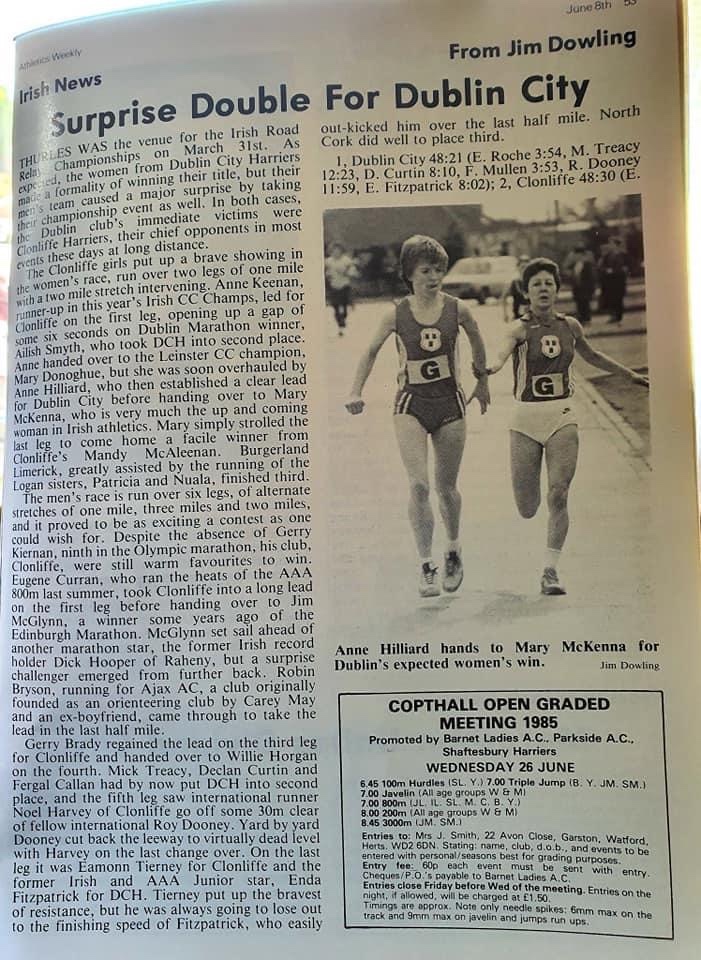 June 8th 53
Athletics Weekly
Irish News
From Jim Dowling
Surprise Double For Dublin City
THURLES WAS the venue for the Irish Road
Relay Championships on March 31st. As
expected, the women from Dublin City Harriers
made a formality of winning their title, but their
men's team caused a major surprise by taking
their championship event as well. In both cases,
the Dublin club's immediate victims were
Clonliffe Harriers, their chief opponents in most
events these days at long distance.
The Clonliffe girls put up a brave showing in
the women's race, run over two legs of one mile
with a two mile stretch intervening. Anne Keenan,
runner-up in this year's Irish CC Champs, led for
Clonliffe on the first leg, opening up a gap of
some six seconds on Dublin Marathon winner,
Ailish Smyth, who took DCH into second place.
Anne handed over to the Leinster CC champion,
Mary Donoghue, but she was soon overhauled by
Anne Hilliard, who then established a clear lead
for Dublin City before handing over to Mary
McKenna, who is very much the up and coming
woman in Irish athletics. Mary simply strolled the
last leg to come home a facile winner from
Clonliffe's Mandy McAleenan. Burgerland
Limerick, greatly assisted by the running of the
Logan sisters, Patricia and Nuala, finished third.
The men's race is run over six legs, of alternate
stretches of one mile, three miles and two miles,
and it proved to be as exciting a contest as one
could wish for. Despite the absence of Gerry
Kiernan, ninth in the Olympic marathon, his club,
Clonliffe, were still warm favourites to win.
Eugene Curran, who ran the heats of the AAA
800m last summer, took Clonliffe into a long lead
on the first leg before handing over to Jim
McGlynn, a winner some years ago of the
Edinburgh Marathon. McGlynn set sail ahead of
another marathon star, the former Irish record
holder Dick Hooper of Raheny, but a surprise
challenger emerged from further back. Robin
Bryson, running for Ajax AC, a club originally
founded as an orienteering club by Carey May
and an ex-boyfriend, came through to take the
lead in the last half mile.
Gerry Brady regained the lead on the third leg
for Clonliffe and handed over to Willie Horgan
on the fourth. Mick Treacy, Declan Curtin and
Fergal Callan had by now put DCH into second
place, and the fifth leg saw international runner
Noel Harvey of Clonliffe go off some 30m clear
of fellow international Roy Dooney. Yard by yard
Dooney cut back the leeway to virtually dead level
with Harvey on the last change over. On the last
leg it was Eamonn Tierney for Clonliffe and the
former Irish and AAA Junior star, Enda
Fitzpatrick for DCH. Tierney put up the bravest
of resistance, but he was always going to lose out
to the finishing speed of Fitzpatrick, who easily
out-kicked him over the last half mile. North
Cork did well to place third.
1, Dublin City 48:21 (E. Roche 3:54, M. Treacy
12:23, D. Curtin 8:10, F. Mullen 3:53, R. Dooney
11:59, E. Fitzpatrick 8:02); 2, Clonliffe 48:30 (E.
G
G
Anne Hilliard hands to Mary McKenna for
Dublin's expected women's win. Jim Dowling
COPTHALL OPEN GRADED
MEETING 1985
Promoted by Barnet Ladies A.C., Parkside A.C.,
Shaftesbury Harriers
WEDNESDAY 26 JUNE
6.45 100m Hurdles (SL. Y.) 7.00 Triple Jump (B. Y. JM. SM.)
7.00 Javelin (All age groups W & M)
7.00 800m (JL. IL. SL. M. C. B. Y.)
8.00 200m (All age groups W & M)
8.45 3000m (JM. SM.)
Entries to: Mrs J. Smith, 22 Avon Close, Garston, Watford,
Herts. WD2 6DN. Stating: name, club, d.o.b., and events to be
entered with personal/seasons best for grading purposes.
Entry fee: 60p each event must be sent with entry.
Cheques/P.O.'s payable to Barnet Ladies A.C.
Entries close Friday before Wed of the meeting. Entries on the
night, if allowed, will be charged at £1.50.
Timings are approx. Note only needle spikes: 6mm max on the
track and 9mm max on javelin and jumps run ups.